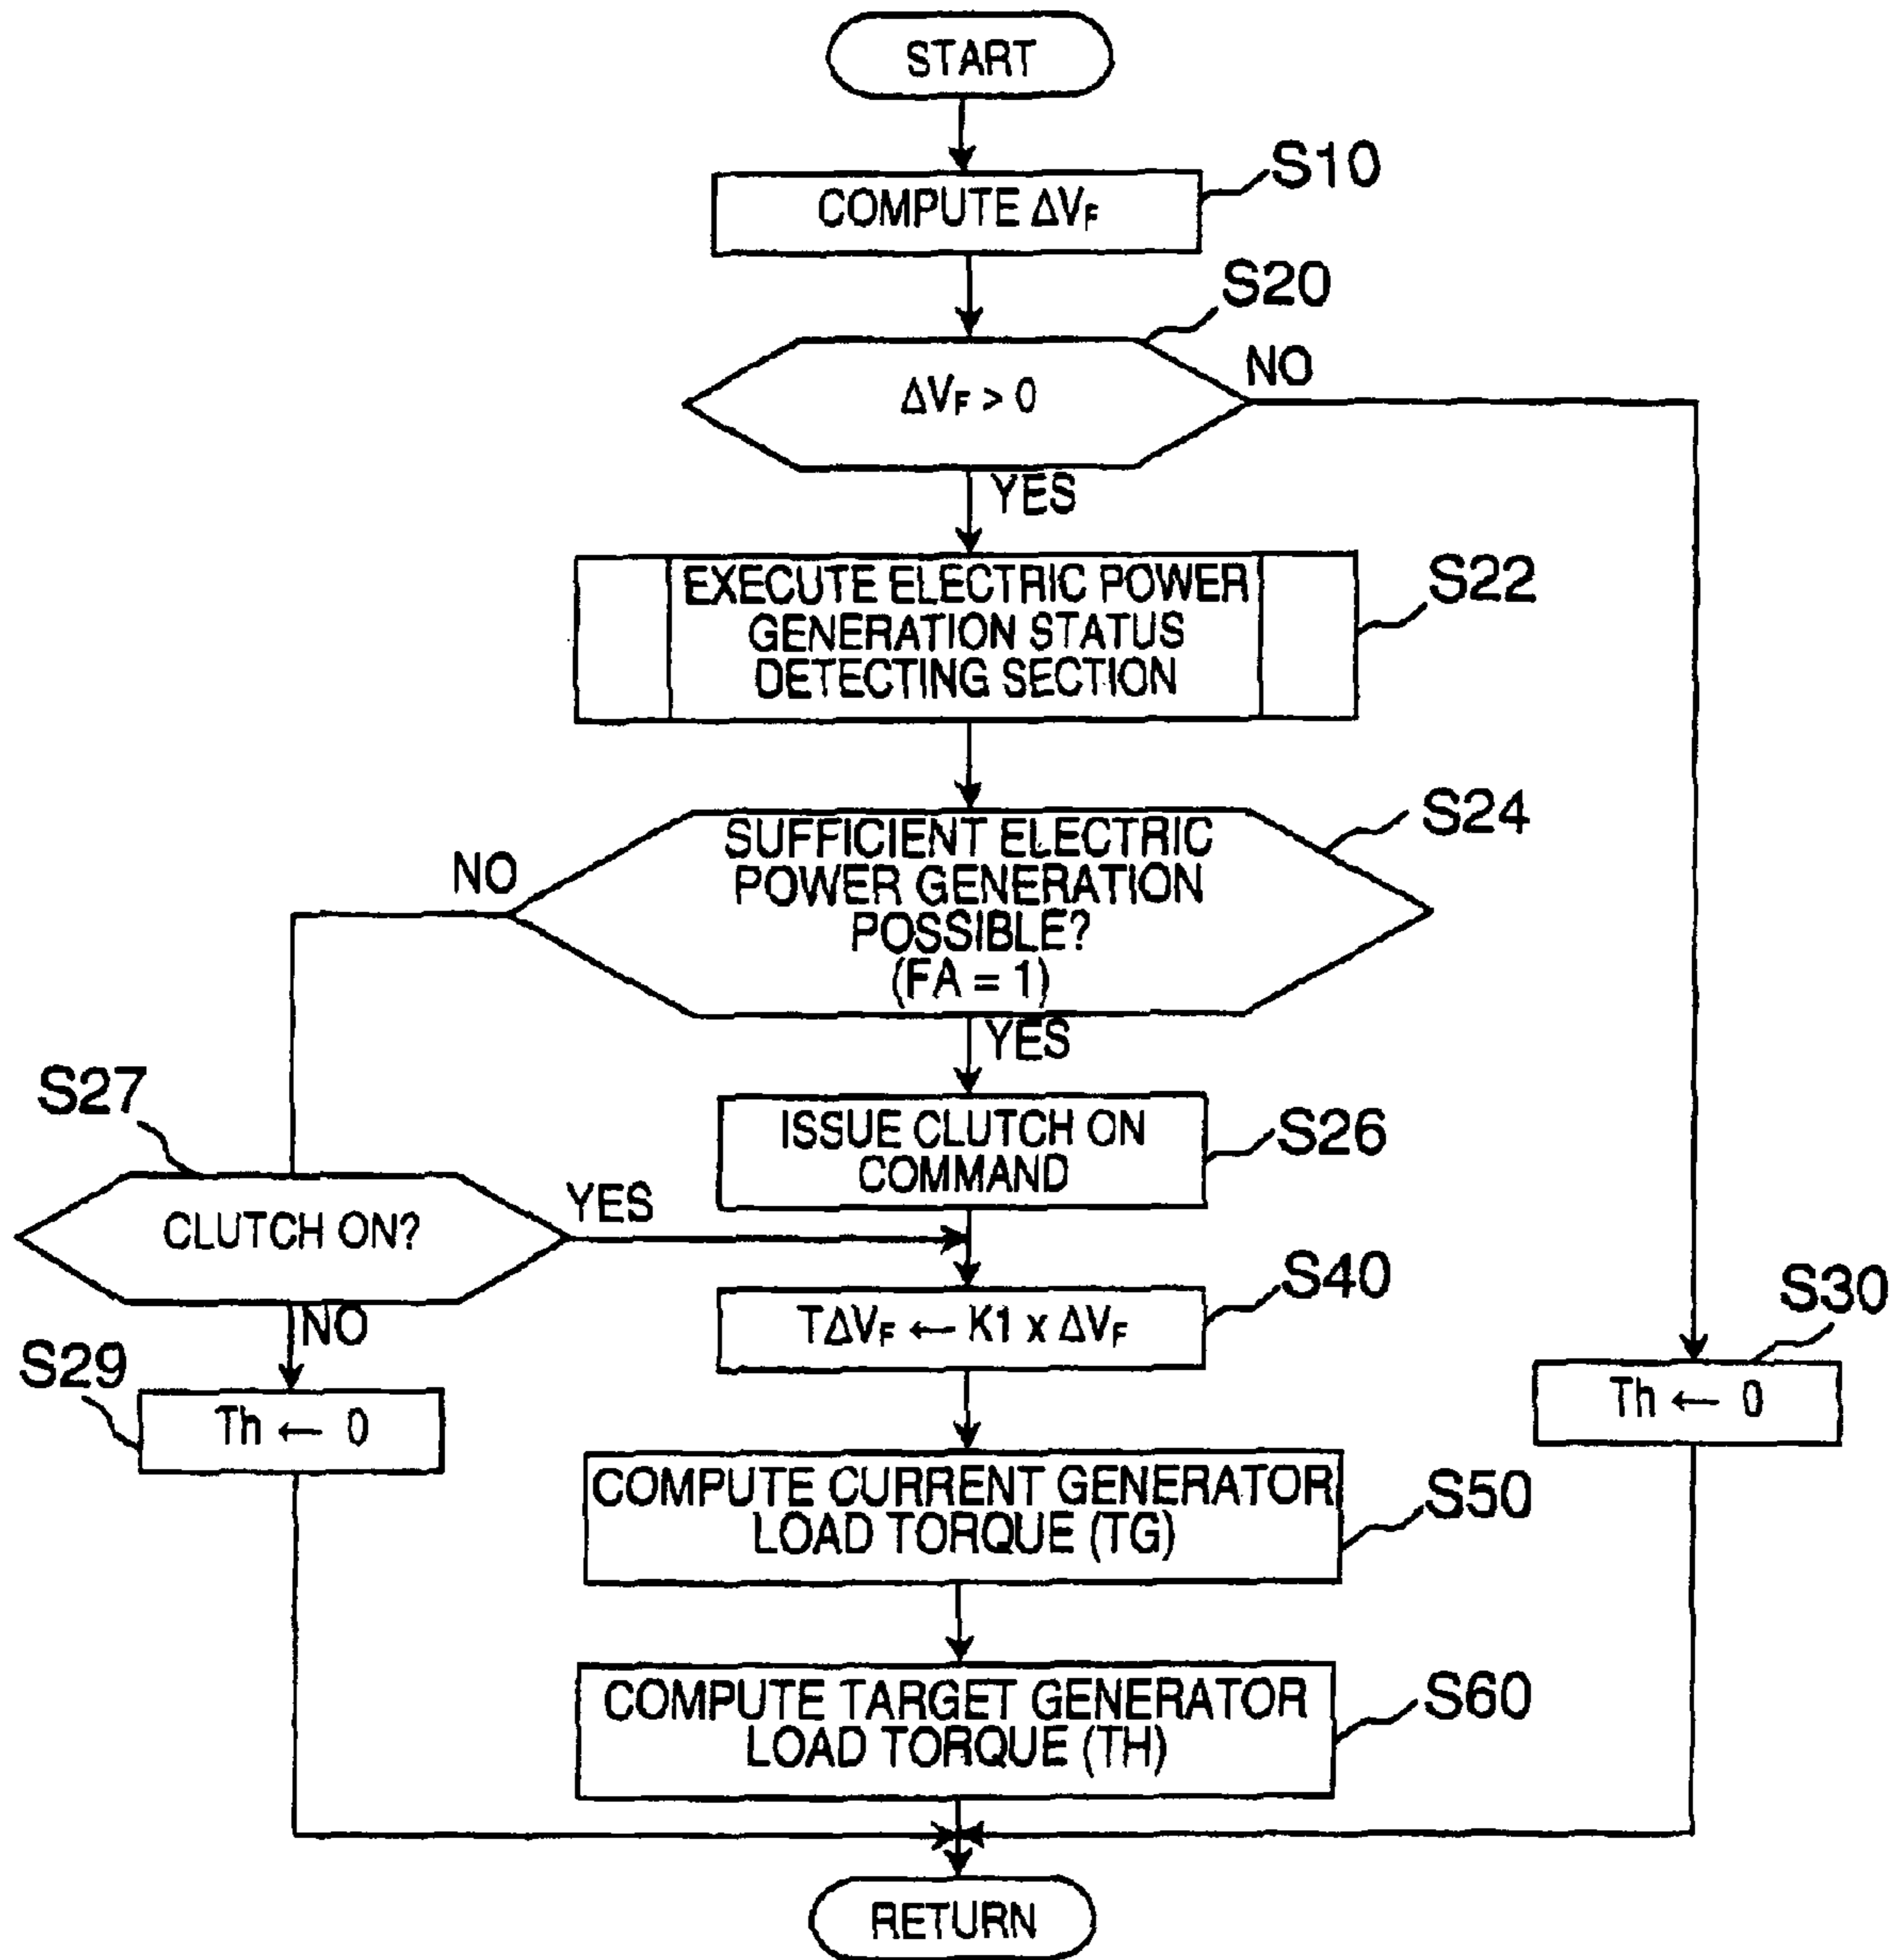 START
S10
COMPUTE ΔVF
S20
ΔVF > 0
NO
YES
EXECUTE ELECTRIC POWER
GENERATION STATUS
DETECTING SECTION
S22
S24
SUFFICIENT ELECTRIC
POWER GENERATION
POSSIBLE?
(FA = 1)
NO
YES
S27
ISSUE CLUTCH ON
COMMAND
S26
CLUTCH ON?
YES
NO
S40
TΔVF ← K1 x ΔVF
S30
Th ← 0
S29
Th ← 0
COMPUTE CURRENT GENERATOR
LOAD TORQUE (TG)
S50
COMPUTE TARGET GENERATOR
LOAD TORQUE (TH)
S60
RETURN